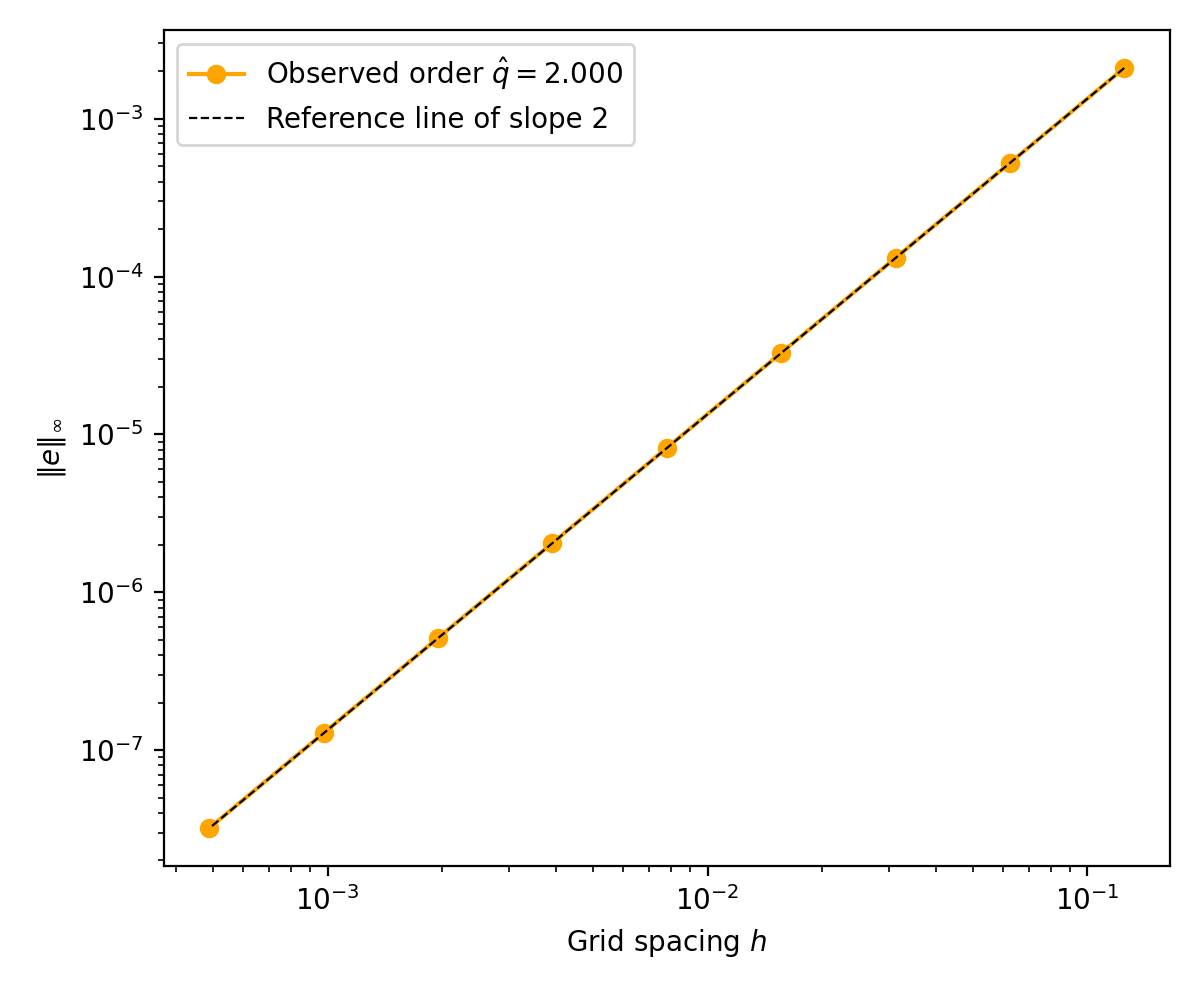 Observed order q̂ = 2.000
Reference line of slope 2
10⁻³
10⁻⁴
10⁻⁵
10⁻⁶
10⁻⁷
‖e‖∞
10⁻³ 10⁻² 10⁻¹
Grid spacing h